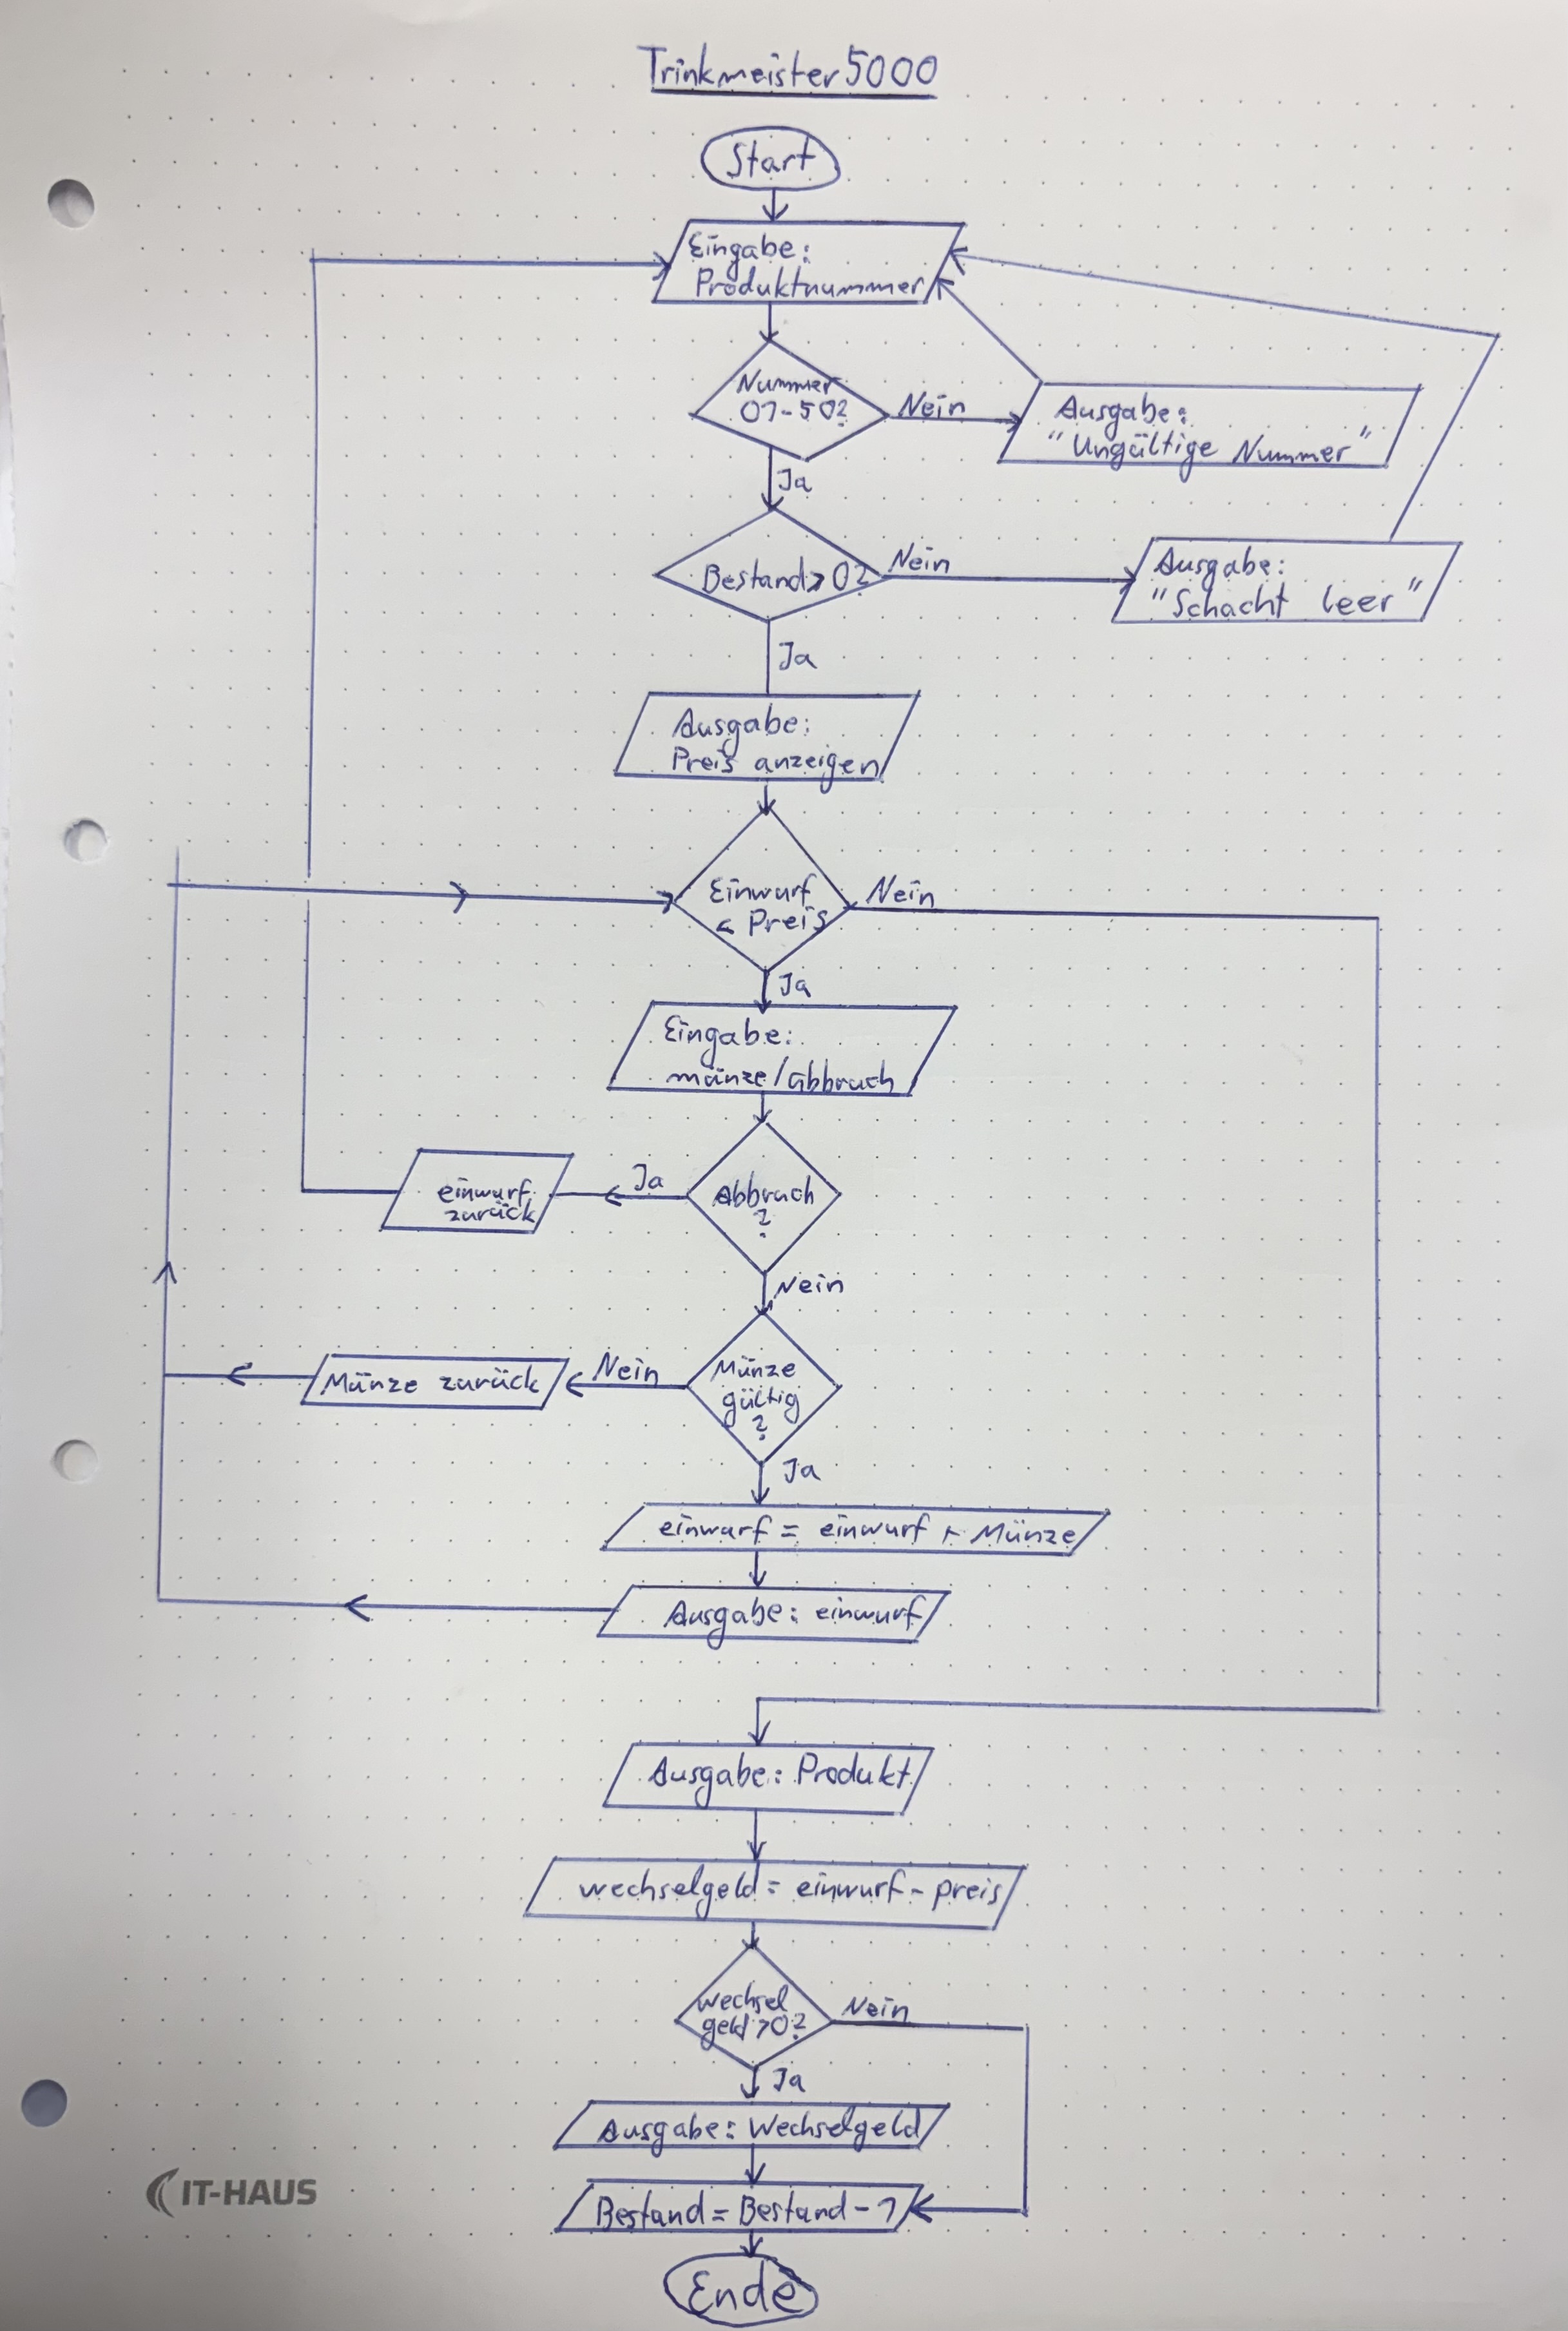 Trinkmeister 5000
Start
Eingabe:
Produktnummer
Nummer
01-50?
Nein
Ausgabe:
"Ungültige Nummer"
Ja
Bestand>0?
Nein
Ausgabe:
"Schacht leer"
Ja
Ausgabe:
Preis anzeigen
Einwurf
< Preis
Nein
Ja
Eingabe:
münze/abbruch
Abbruch
?
Ja
einwurf
zurück
Nein
Münze
gültig
?
Nein
Münze zurück
Ja
einwurf = einwurf + Münze
Ausgabe: einwurf
Ausgabe: Produkt
wechselgeld = einwurf - preis
wechsel
geld >0?
Nein
Ja
Ausgabe: Wechselgeld
Bestand = Bestand - 1
Ende
IT-HAUS